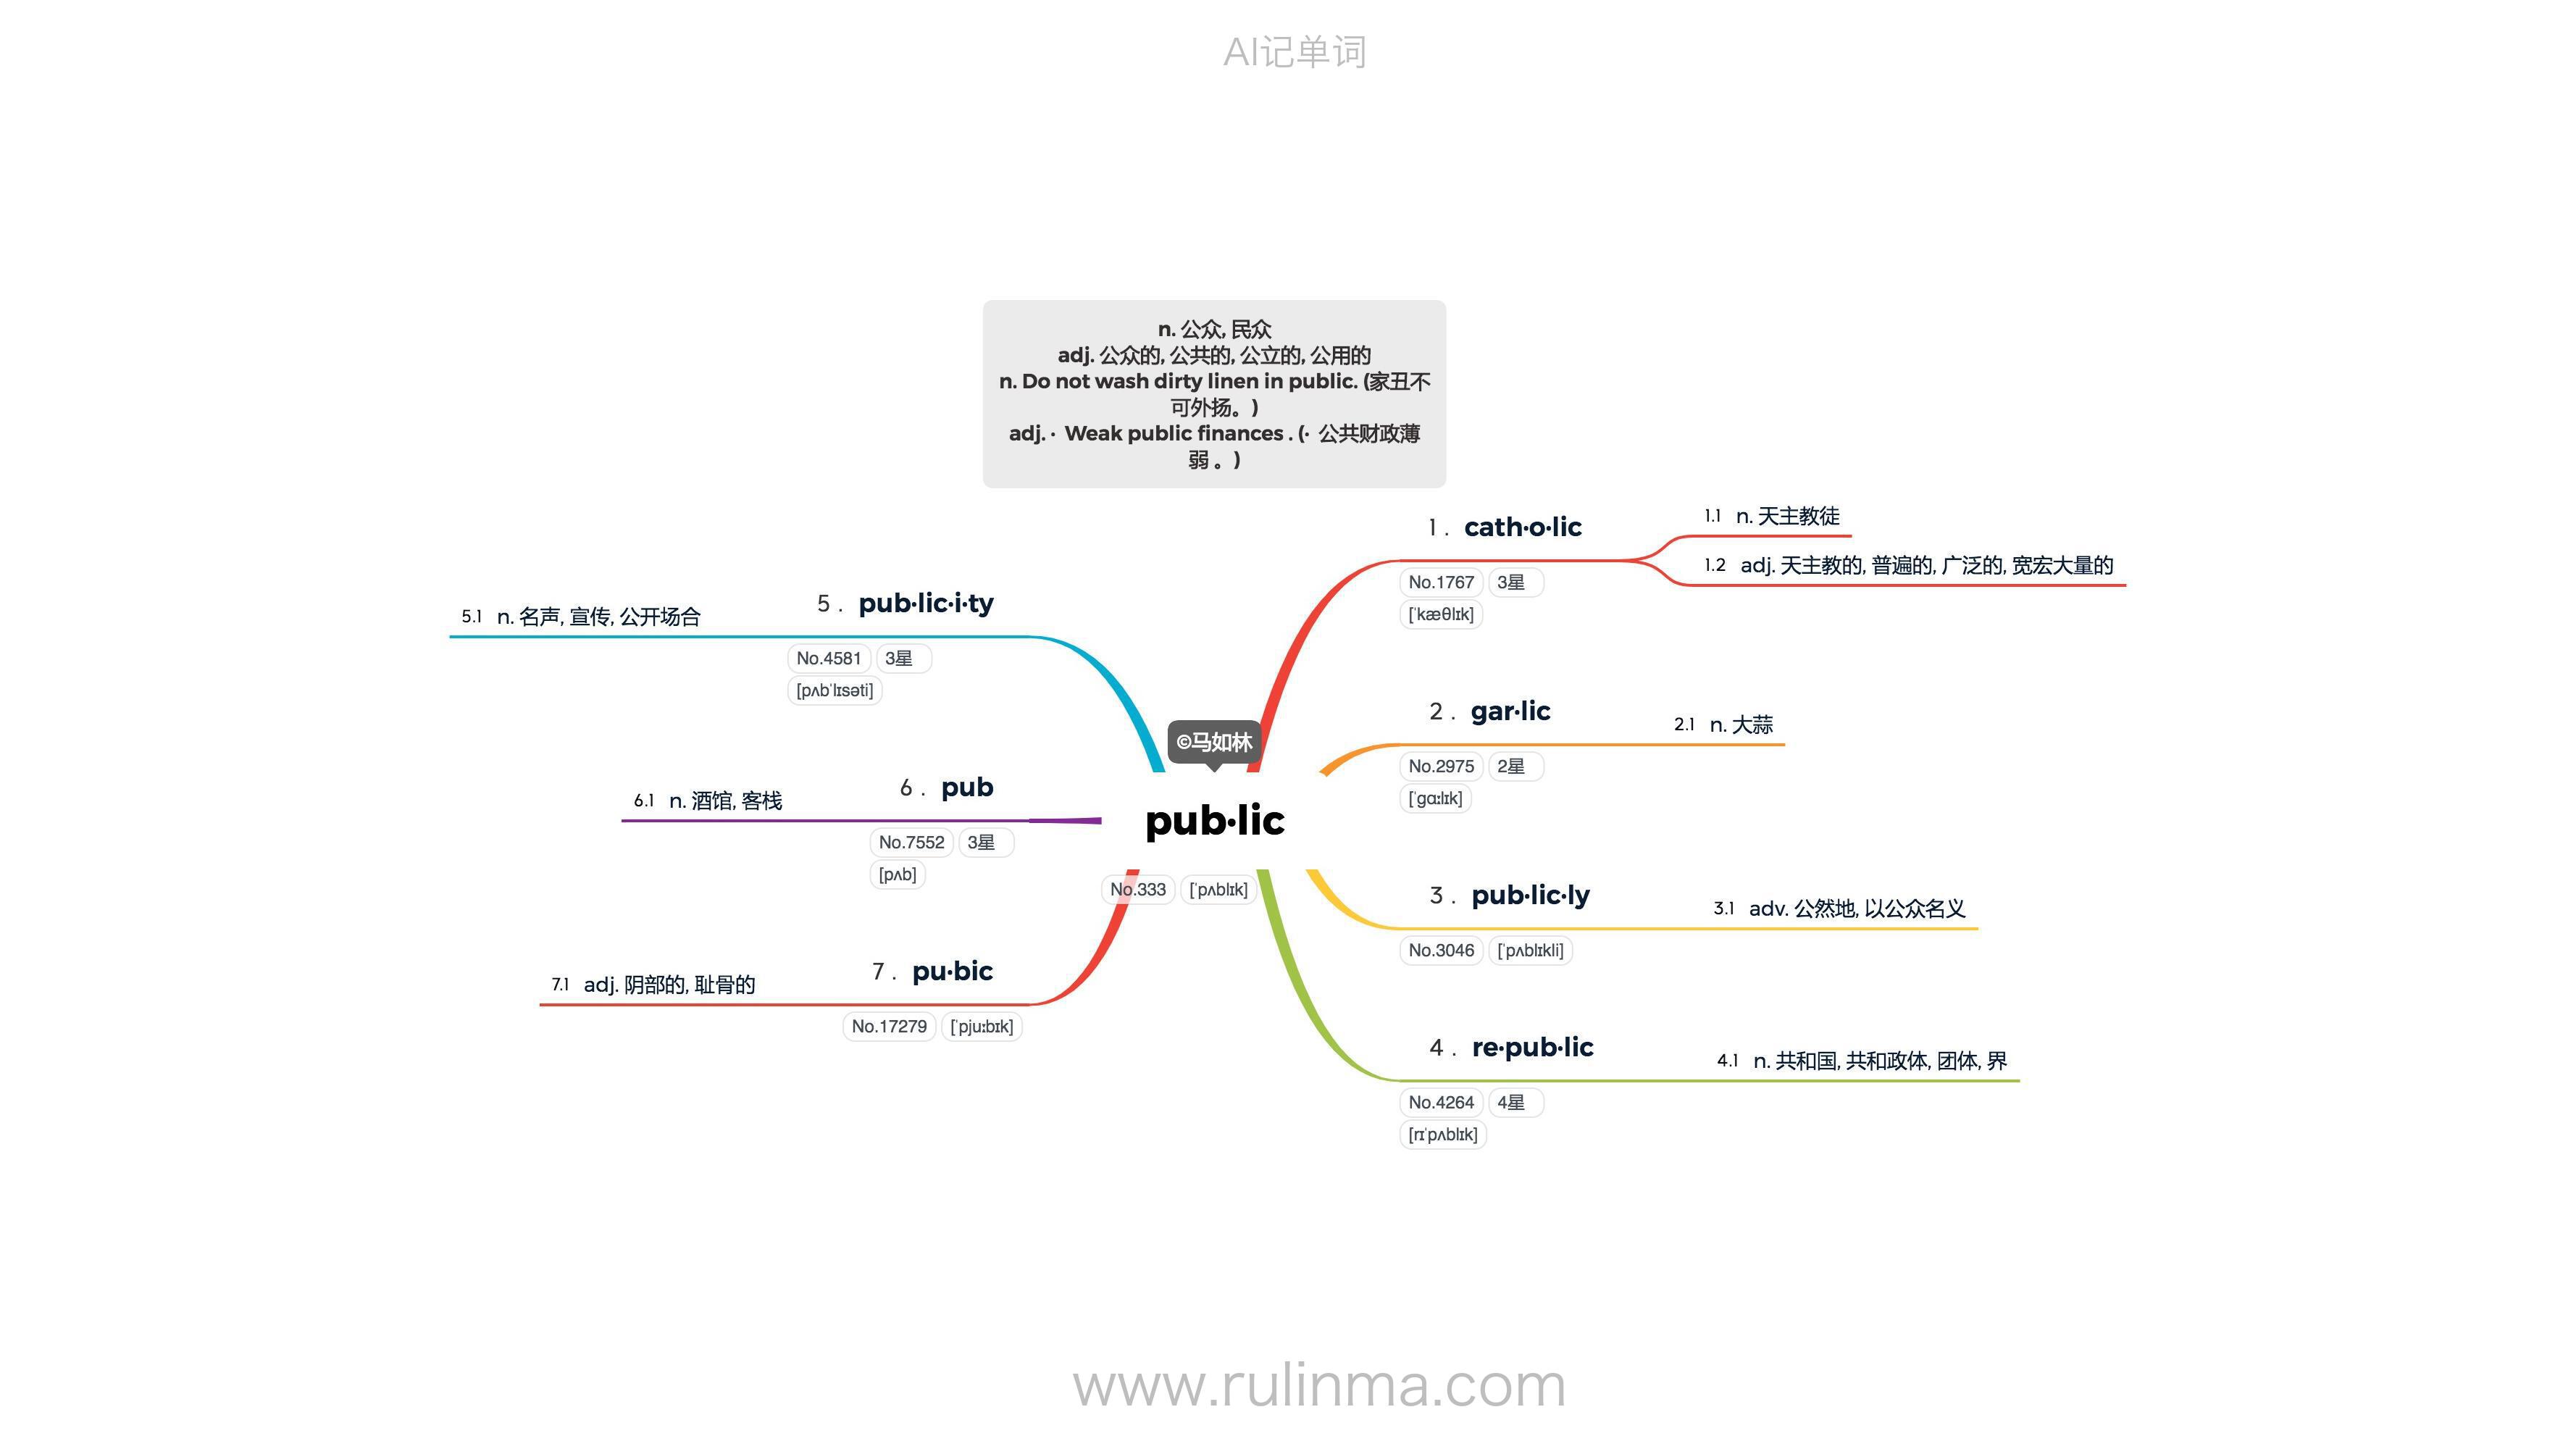 AI记单词
n. 公众, 民众
adj. 公众的, 公共的, 公立的, 公用的
n. Do not wash dirty linen in public. (家丑不
可外扬。)
adj. · Weak public finances . (· 公共财政薄
弱 。)
©马如林
pub·lic
No.333 [ˈpʌblɪk]
1 . cath·o·lic
No.1767 3星
[ˈkæθlɪk]
1.1 n. 天主教徒
1.2 adj. 天主教的, 普遍的, 广泛的, 宽宏大量的
2 . gar·lic
No.2975 2星
[ˈɡɑːlɪk]
2.1 n. 大蒜
3 . pub·lic·ly
No.3046 [ˈpʌblɪkli]
3.1 adv. 公然地, 以公众名义
4 . re·pub·lic
No.4264 4星
[rɪˈpʌblɪk]
4.1 n. 共和国, 共和政体, 团体, 界
5 . pub·lic·i·ty
No.4581 3星
[pʌbˈlɪsəti]
5.1 n. 名声, 宣传, 公开场合
6 . pub
No.7552 3星
[pʌb]
6.1 n. 酒馆, 客栈
7 . pu·bic
No.17279 [ˈpjuːbɪk]
7.1 adj. 阴部的, 耻骨的
www.rulinma.com